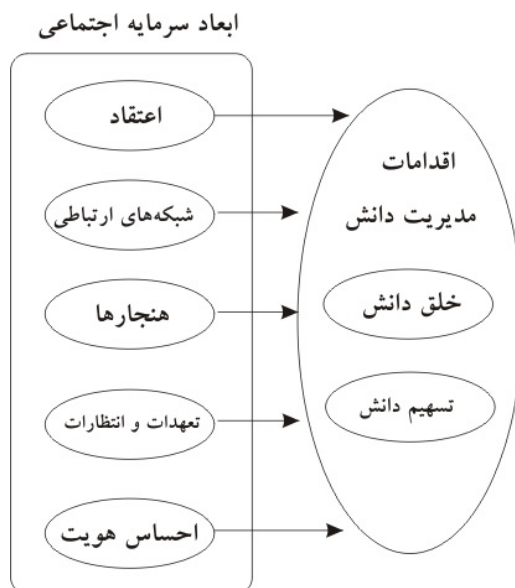 ابعاد سرمایه اجتماعی
اعتقاد
شبکه‌های ارتباطی
هنجارها
تعهدات و انتظارات
احساس هویت
اقدامات
مدیریت دانش
خلق دانش
تسهیم دانش